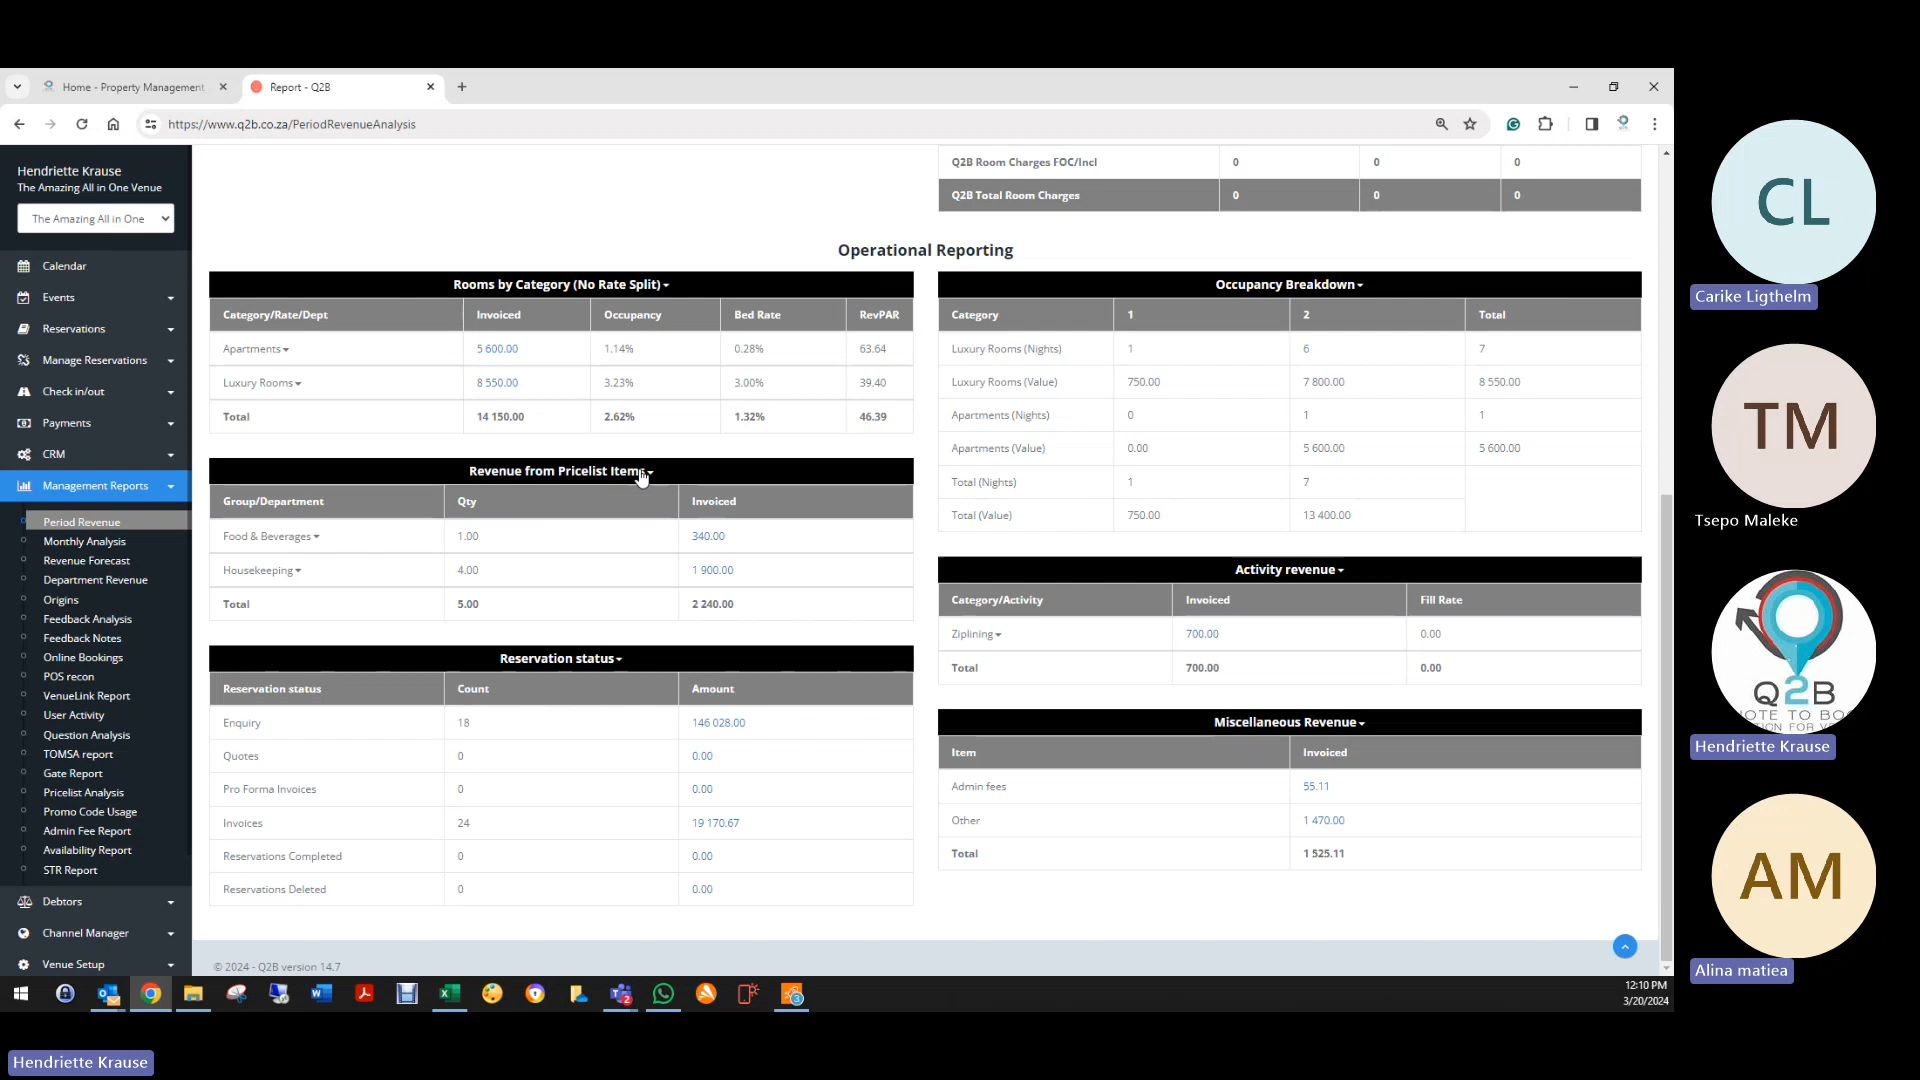 Home - Property Management
Report - Q2B
https://www.q2b.co.za/PeriodRevenueAnalysis
Hendriette Krause
The Amazing All in One Venue
The Amazing All in One
Calendar
Events
Reservations
Manage Reservations
Check in/out
Payments
CRM
Management Reports
Period Revenue
Monthly Analysis
Revenue Forecast
Department Revenue
Origins
Feedback Analysis
Feedback Notes
Online Bookings
POS recon
VenueLink Report
User Activity
Question Analysis
TOMSA report
Gate Report
Pricelist Analysis
Promo Code Usage
Admin Fee Report
Availability Report
STR Report
Debtors
Channel Manager
Venue Setup
Q2B Room Charges FOC/Incl 0 0 0
Q2B Total Room Charges 0 0 0
Operational Reporting
Rooms by Category (No Rate Split)
Category/Rate/Dept Invoiced Occupancy Bed Rate RevPAR
Apartments 5 600.00 1.14% 0.28% 63.64
Luxury Rooms 8 550.00 3.23% 3.00% 39.40
Total 14 150.00 2.62% 1.32% 46.39
Revenue from Pricelist Items
Group/Department Qty Invoiced
Food & Beverages 1.00 340.00
Housekeeping 4.00 1 900.00
Total 5.00 2 240.00
Reservation status
Reservation status Count Amount
Enquiry 18 146 028.00
Quotes 0 0.00
Pro Forma Invoices 0 0.00
Invoices 24 19 170.67
Reservations Completed 0 0.00
Reservations Deleted 0 0.00
Occupancy Breakdown
Category 1 2 Total
Luxury Rooms (Nights) 1 6 7
Luxury Rooms (Value) 750.00 7 800.00 8 550.00
Apartments (Nights) 0 1 1
Apartments (Value) 0.00 5 600.00 5 600.00
Total (Nights) 1 7
Total (Value) 750.00 13 400.00
Activity revenue
Category/Activity Invoiced Fill Rate
Ziplining 700.00 0.00
Total 700.00 0.00
Miscellaneous Revenue
Item Invoiced
Admin fees 55.11
Other 1 470.00
Total 1 525.11
© 2024 - Q2B version 14.7
12:10 PM
3/20/2024
CL
Carike Ligthelm
TM
Tsepo Maleke
Q2B
Hendriette Krause
AM
Alina matiea
Hendriette Krause